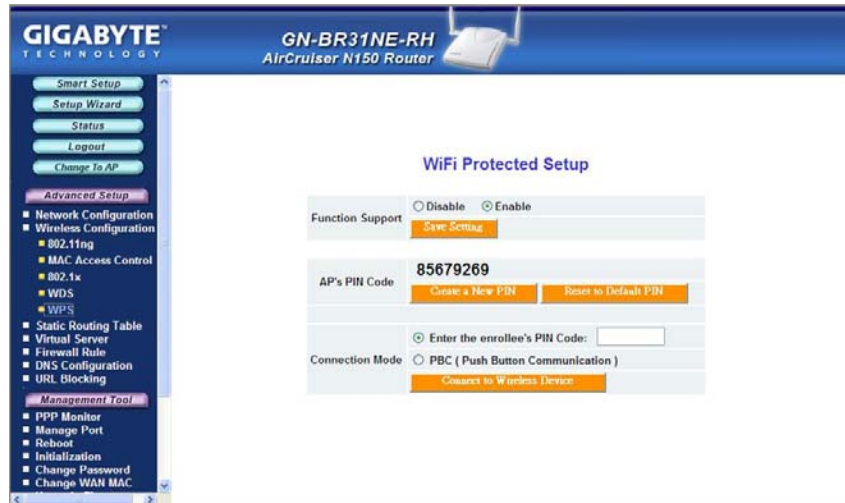 GIGABYTE™
TECHNOLOGY
GN-BR31NE-RH
AirCruiser N150 Router
Smart Setup
Setup Wizard
Status
Logout
Change To AP
Advanced Setup
Network Configuration
Wireless Configuration
802.11ng
MAC Access Control
802.1x
WDS
WPS
Static Routing Table
Virtual Server
Firewall Rule
DNS Configuration
URL Blocking
Management Tool
PPP Monitor
Manage Port
Reboot
Initialization
Change Password
Change WAN MAC
WiFi Protected Setup
Function Support
Disable Enable
Save Setting
AP's PIN Code
85679269
Create a New PIN Reset to Default PIN
Connection Mode
Enter the enrollee's PIN Code:
PBC ( Push Button Communication )
Connect to Wireless Device